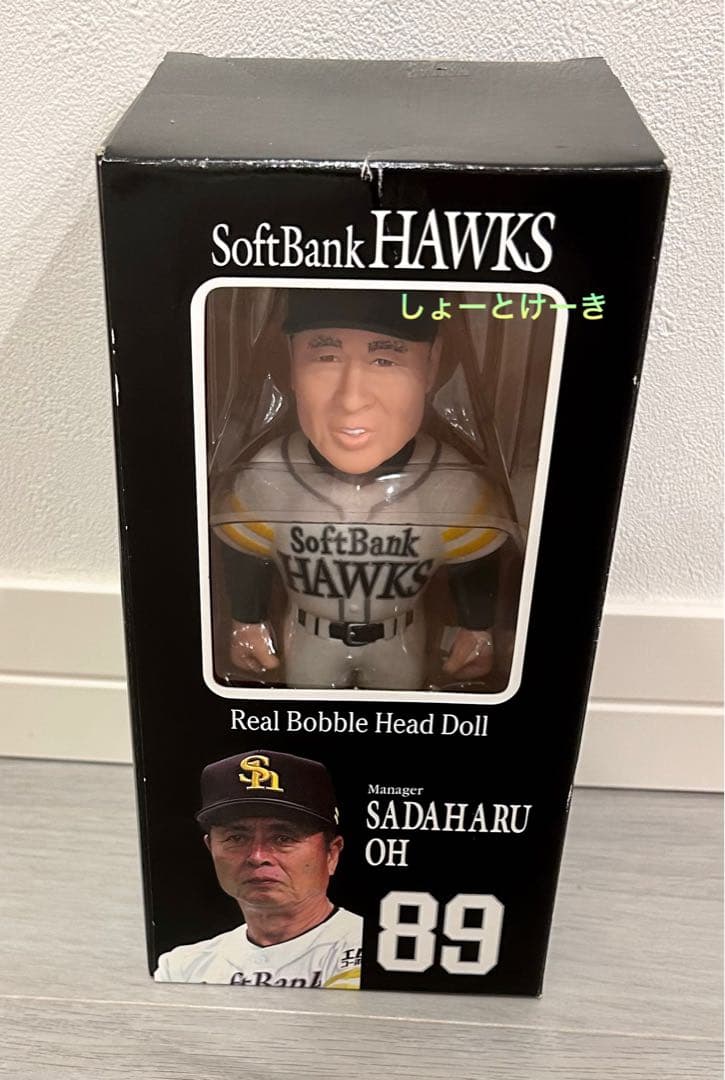 SoftBank HAWKS
しょーとけーき
SoftBank
HAWKS
Real Bobble Head Doll
Sh
Manager
SADAHARU
OH
89
ftBank